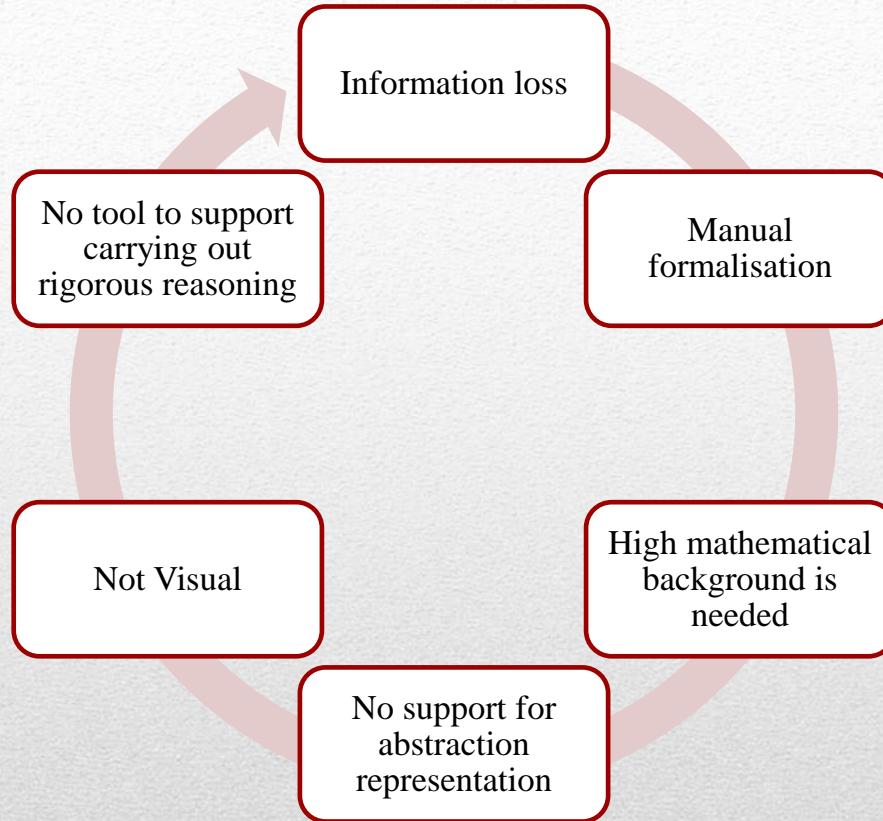 Information loss
Manual
formalisation
High mathematical
background is
needed
No support for
abstraction
representation
Not Visual
No tool to support
carrying out
rigorous reasoning